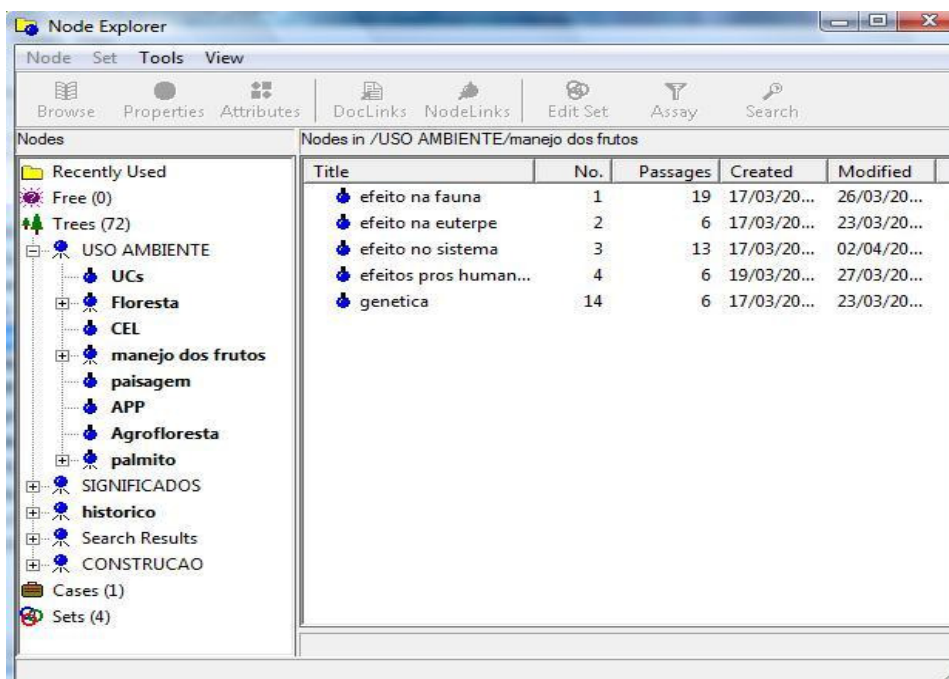 Node Explorer
Node Set Tools View
Browse Properties Attributes DocLinks NodeLinks Edit Set Assay Search
Nodes
Nodes in /USO AMBIENTE/manejo dos frutos
Recently Used
Free (0)
Trees (72)
USO AMBIENTE
UCs
Floresta
CEL
manejo dos frutos
paisagem
APP
Agrofloresta
palmito
SIGNIFICADOS
historico
Search Results
CONSTRUCAO
Cases (1)
Sets (4)
Title No. Passages Created Modified
efeito na fauna 1 19 17/03/20... 26/03/20...
efeito na euterpe 2 6 17/03/20... 23/03/20...
efeito no sistema 3 13 17/03/20... 02/04/20...
efeitos pros human... 4 6 19/03/20... 27/03/20...
genetica 14 6 17/03/20... 23/03/20...